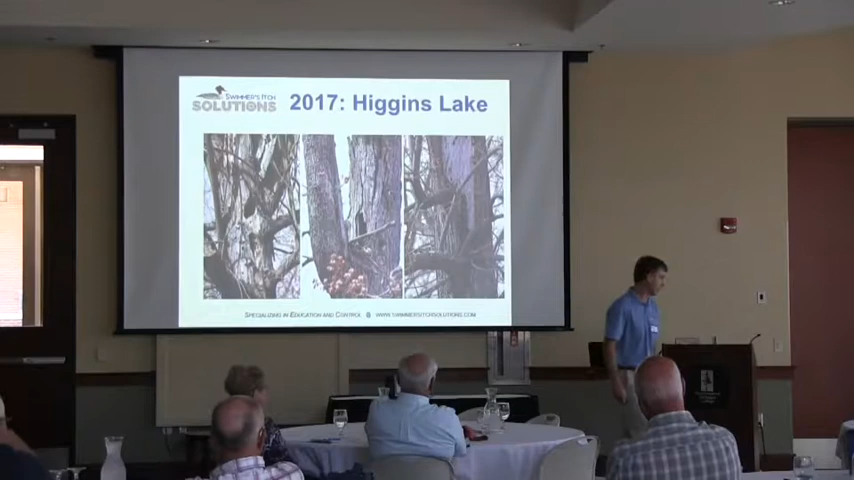 SWIMMER'S ITCH
SOLUTIONS
2017: Higgins Lake
SPECIALIZING IN EDUCATION AND CONTROL & WWW.SWIMMERSITCHSOLUTIONS.COM